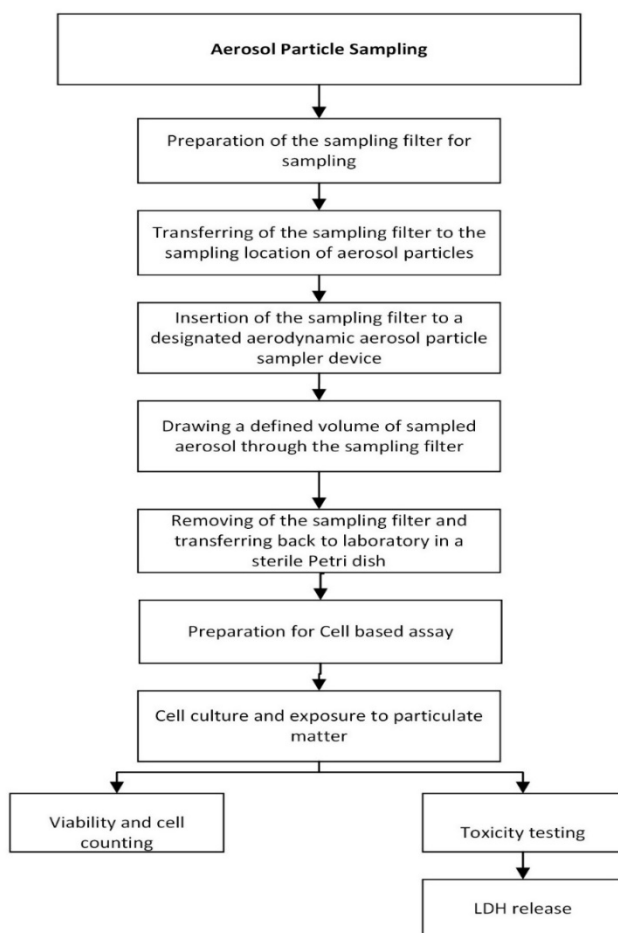 Aerosol Particle Sampling
Preparation of the sampling filter for
sampling
Transferring of the sampling filter to the
sampling location of aerosol particles
Insertion of the sampling filter to a
designated aerodynamic aerosol particle
sampler device
Drawing a defined volume of sampled
aerosol through the sampling filter
Removing of the sampling filter and
transferring back to laboratory in a
sterile Petri dish
Preparation for Cell based assay
Cell culture and exposure to particulate
matter
Viability and cell
counting
Toxicity testing
LDH release